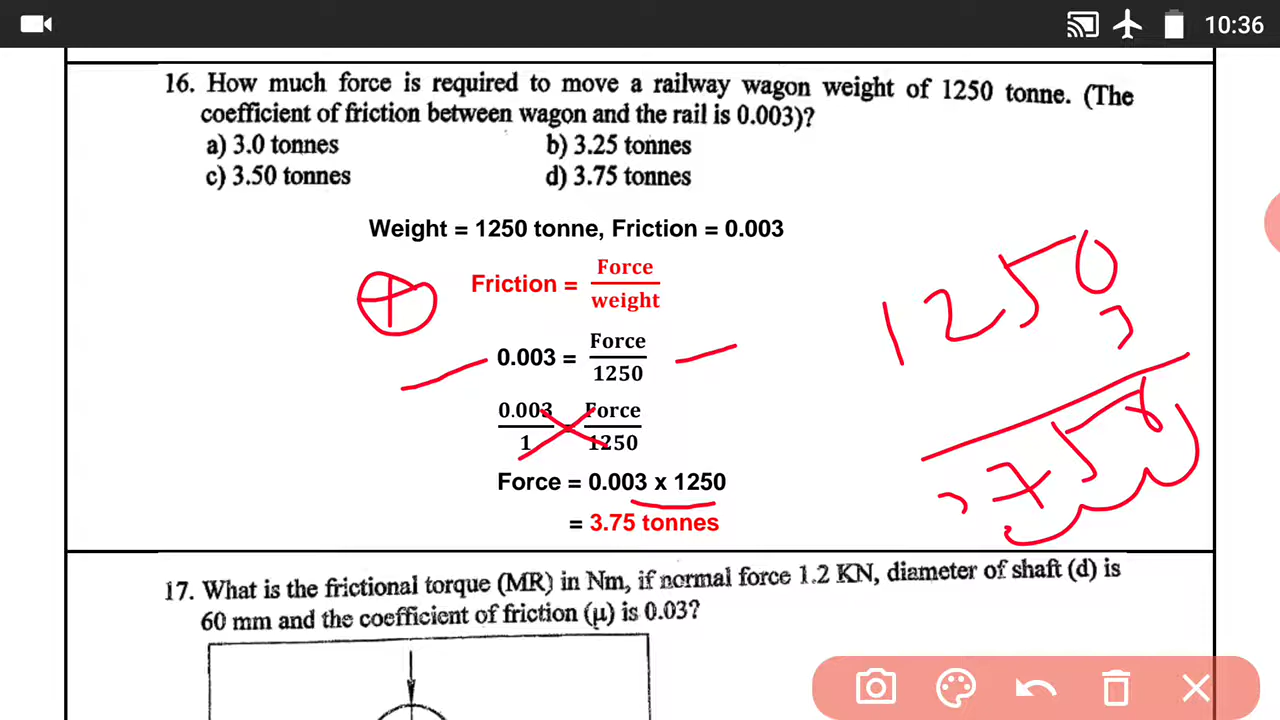 10:36
16. How much force is required to move a railway wagon weight of 1250 tonne. (The
coefficient of friction between wagon and the rail is 0.003)?
a) 3.0 tonnes b) 3.25 tonnes
c) 3.50 tonnes d) 3.75 tonnes
Weight = 1250 tonne, Friction = 0.003
Friction = Force
weight
0.003 = Force
1250
0.003 = Force
1 1250
Force = 0.003 x 1250
= 3.75 tonnes
1250
3
3750
17. What is the frictional torque (MR) in Nm, if normal force 1.2 KN, diameter of shaft (d) is
60 mm and the coefficient of friction (μ) is 0.03?